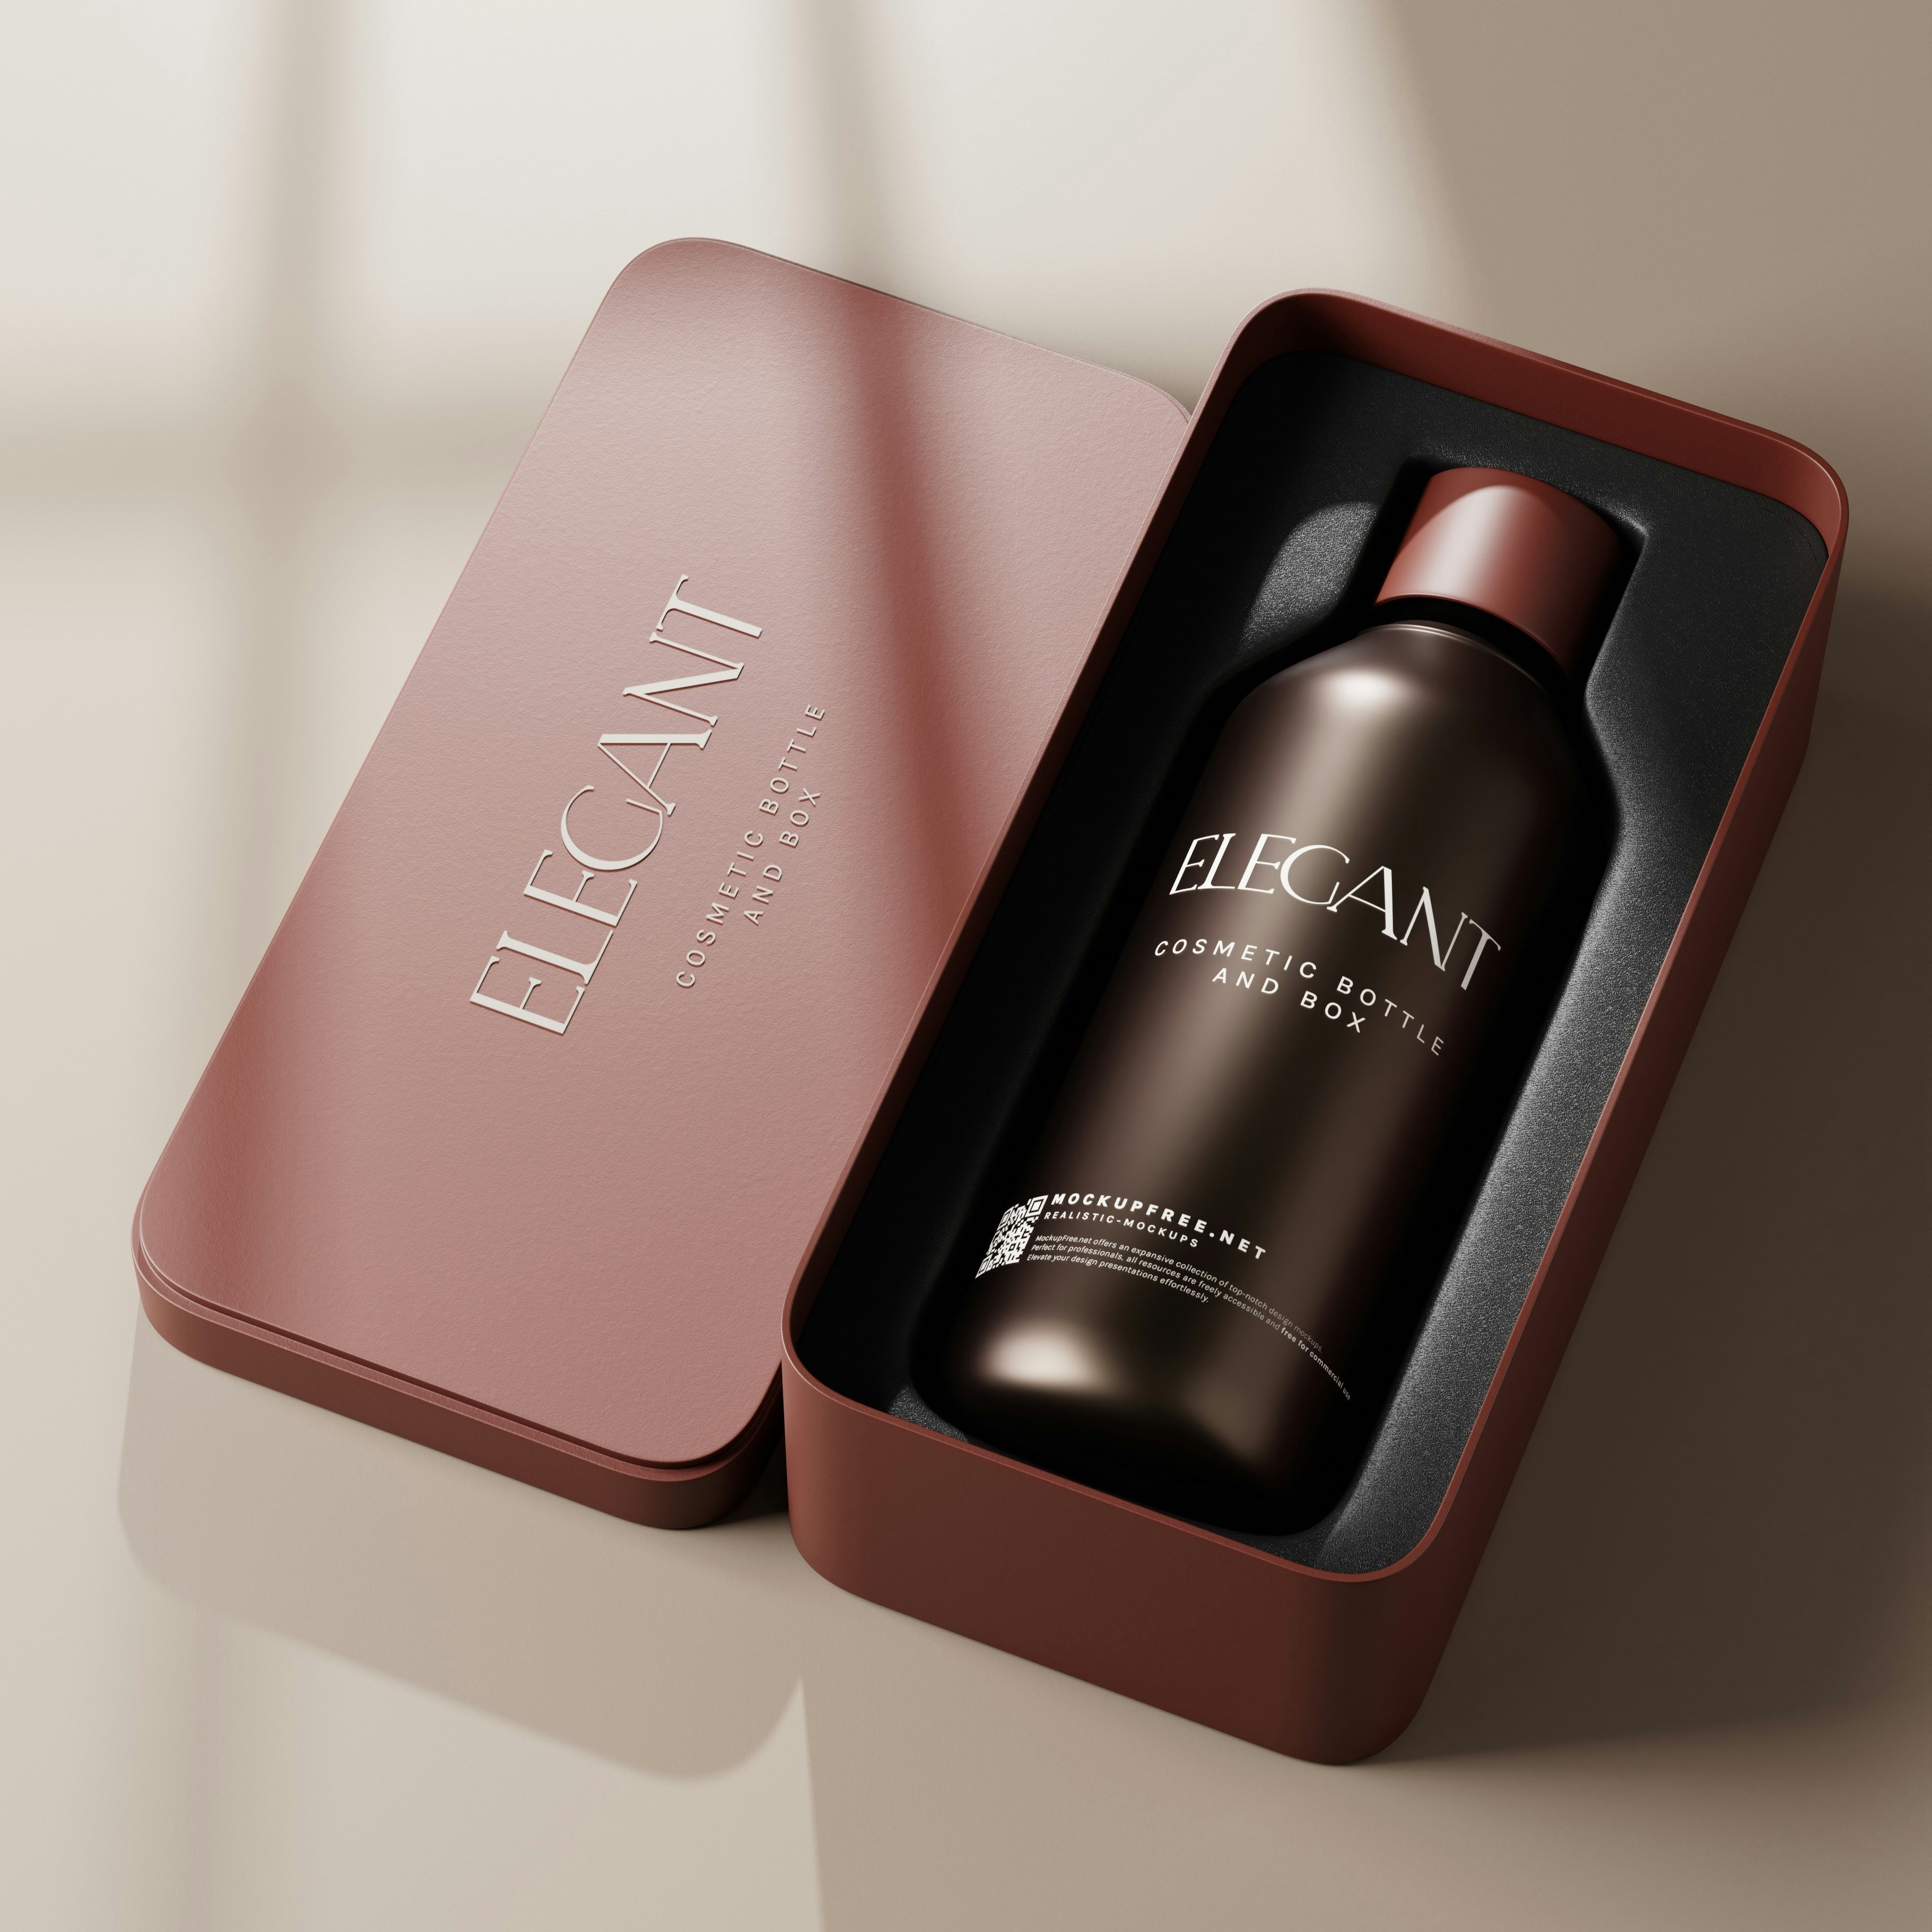 ELEGANT
COSMETIC BOTTLE
AND BOX
ELEGANT
COSMETIC BOTTLE
AND BOX
MOCKUPFREE.NET
REALISTIC-MOCKUPS
MockupFree.net offers an expansive collection of top-notch design mockups.
Perfect for professionals, all resources are freely accessible and free for commercial use
Elevate your design presentations effortlessly.